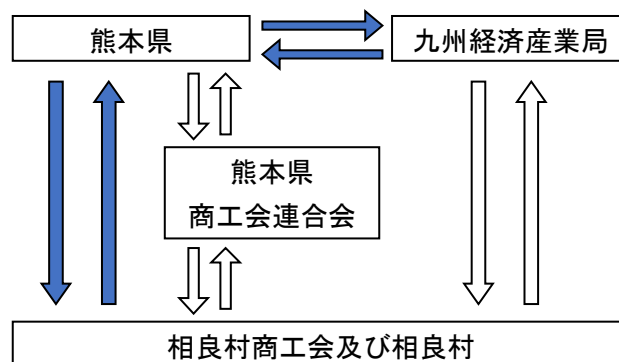 熊本県
九州経済産業局
熊本県
商工会連合会
相良村商工会及び相良村